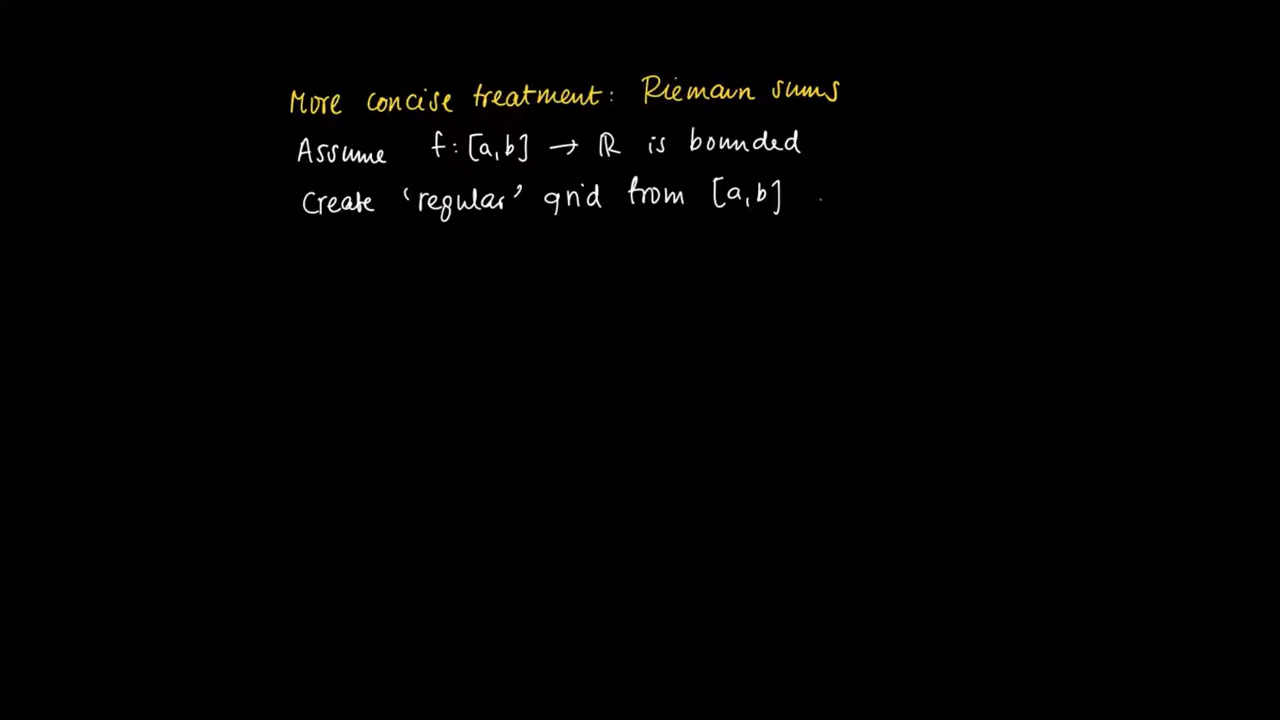 More concise treatment: Riemann sums
Assume f: [a,b] → ℝ is bounded
Create 'regular' grid from [a,b]